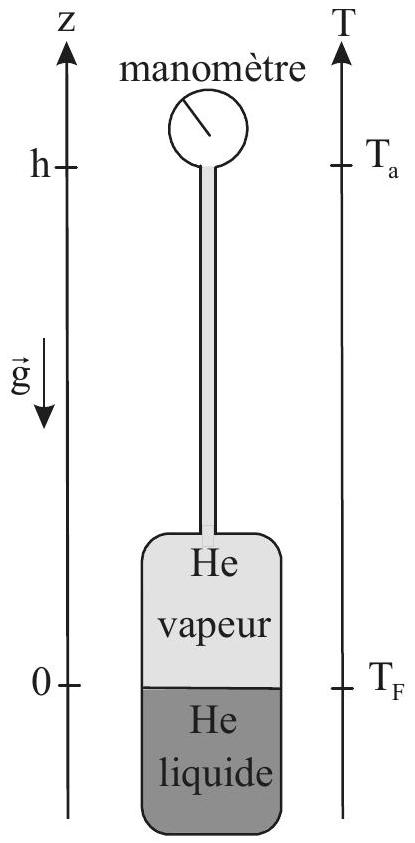 z
T
manomètre
h
Tₐ
g⃗
He
vapeur
0
T_F
He
liquide